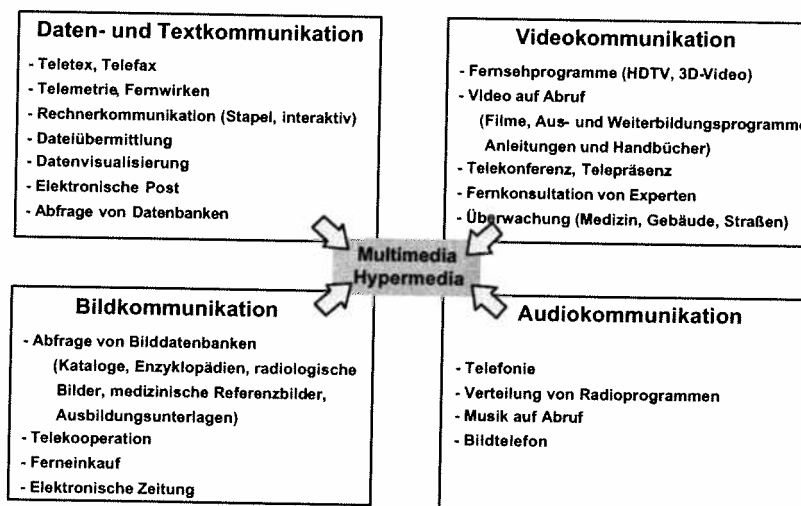 Daten- und Textkommunikation
- Teletex, Telefax
- Telemetrie, Fernwirken
- Rechnerkommunikation (Stapel, interaktiv)
- Dateiübermittlung
- Datenvisualisierung
- Elektronische Post
- Abfrage von Datenbanken
Videokommunikation
- Fernsehprogramme (HDTV, 3D-Video)
- Video auf Abruf
(Filme, Aus- und Weiterbildungsprogramme
Anleitungen und Handbücher)
- Telekonferenz, Telepräsenz
- Fernkonsultation von Experten
- Überwachung (Medizin, Gebäude, Straßen)
Multimedia
Hypermedia
Bildkommunikation
- Abfrage von Bilddatenbanken
(Kataloge, Enzyklopädien, radiologische
Bilder, medizinische Referenzbilder,
Ausbildungsunterlagen)
- Telekooperation
- Ferneinkauf
- Elektronische Zeitung
Audiokommunikation
- Telefonie
- Verteilung von Radioprogrammen
- Musik auf Abruf
- Bildtelefon